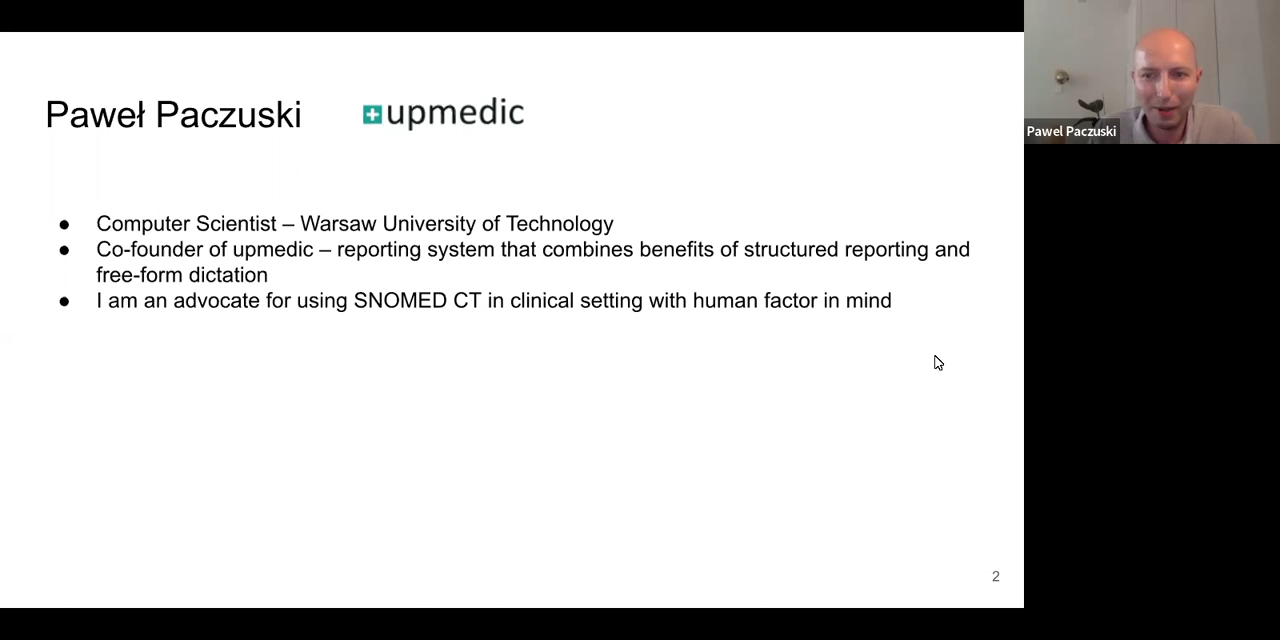 Paweł Paczuski
upmedic
Pawel Paczuski
● Computer Scientist – Warsaw University of Technology
● Co-founder of upmedic – reporting system that combines benefits of structured reporting and
free-form dictation
● I am an advocate for using SNOMED CT in clinical setting with human factor in mind
2